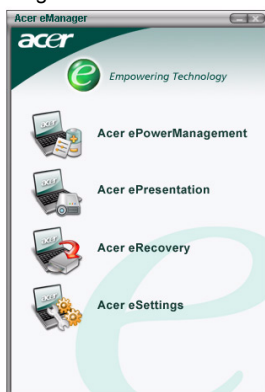 Acer eManager
acer
e Empowering Technology
Acer ePowerManagement
Acer ePresentation
Acer eRecovery
Acer eSettings